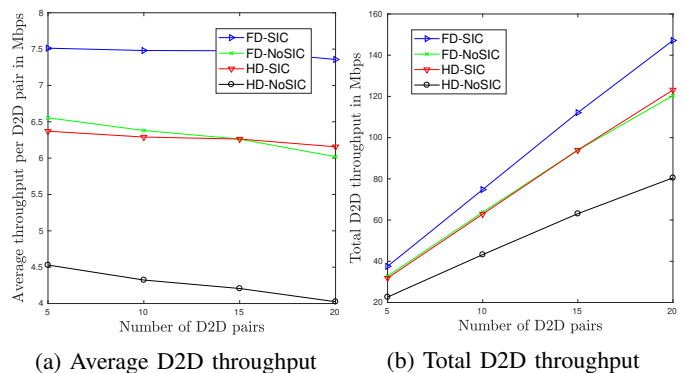 Average throughput per D2D pair in Mbps
8
7.5
7
6.5
6
5.5
5
4.5
4
FD-SIC
FD-NoSIC
HD-SIC
HD-NoSIC
5
10
15
20
Number of D2D pairs
(a) Average D2D throughput
Total D2D throughput in Mbps
160
140
120
100
80
60
40
20
FD-SIC
FD-NoSIC
HD-SIC
HD-NoSIC
5
10
15
20
Number of D2D pairs
(b) Total D2D throughput